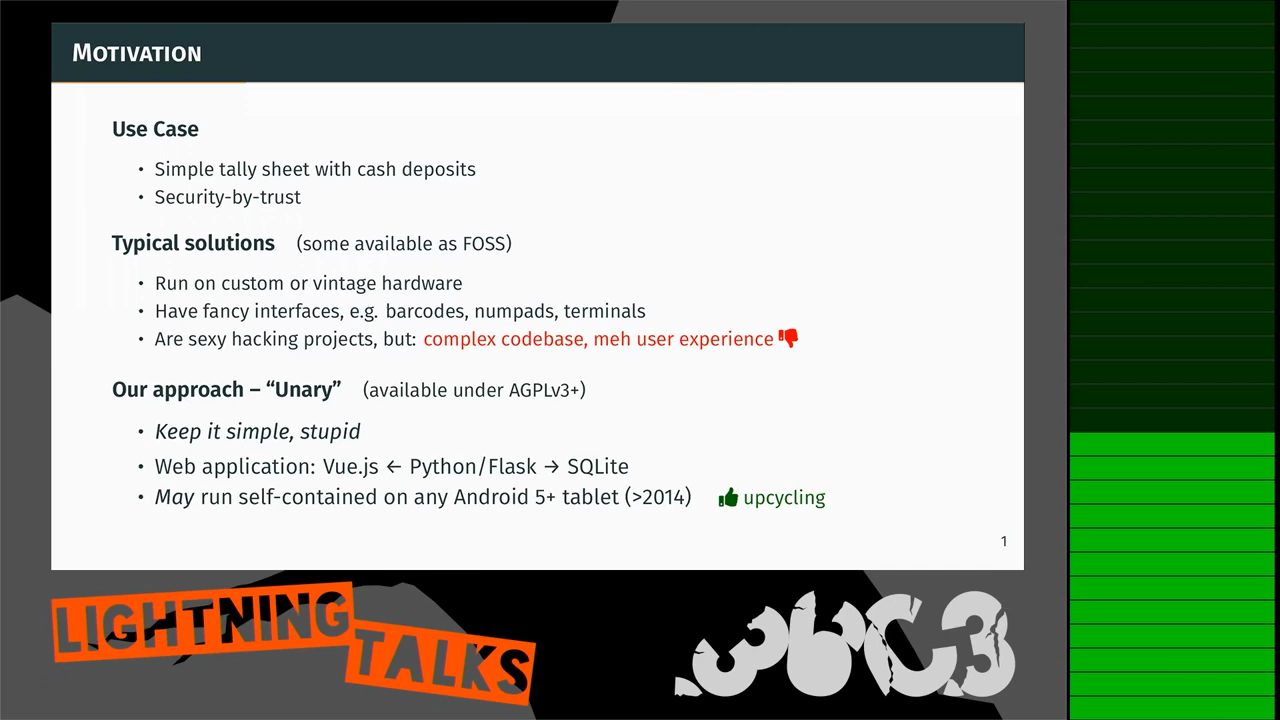 Motivation
Use Case
• Simple tally sheet with cash deposits
• Security-by-trust
Typical solutions (some available as FOSS)
• Run on custom or vintage hardware
• Have fancy interfaces, e.g. barcodes, numpads, terminals
• Are sexy hacking projects, but: complex codebase, meh user experience
Our approach – “Unary” (available under AGPLv3+)
• Keep it simple, stupid
• Web application: Vue.js ← Python/Flask → SQLite
• May run self-contained on any Android 5+ tablet (>2014) upcycling
1
LIGHTNING
TALKS
36C3